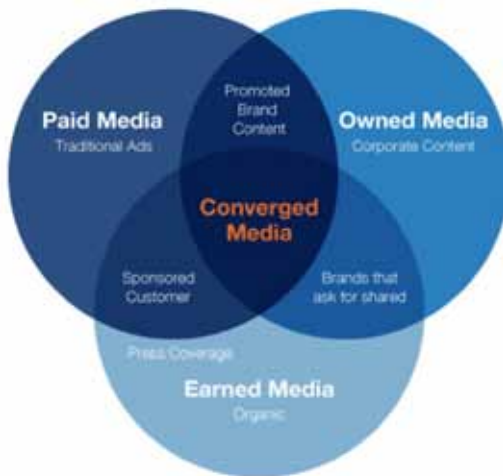 Promoted
Brand
Content
Paid Media
Traditional Ads
Owned Media
Corporate Content
Converged
Media
Sponsored
Customer
Brands that
ask for shared
Press Coverage
Earned Media
Organic